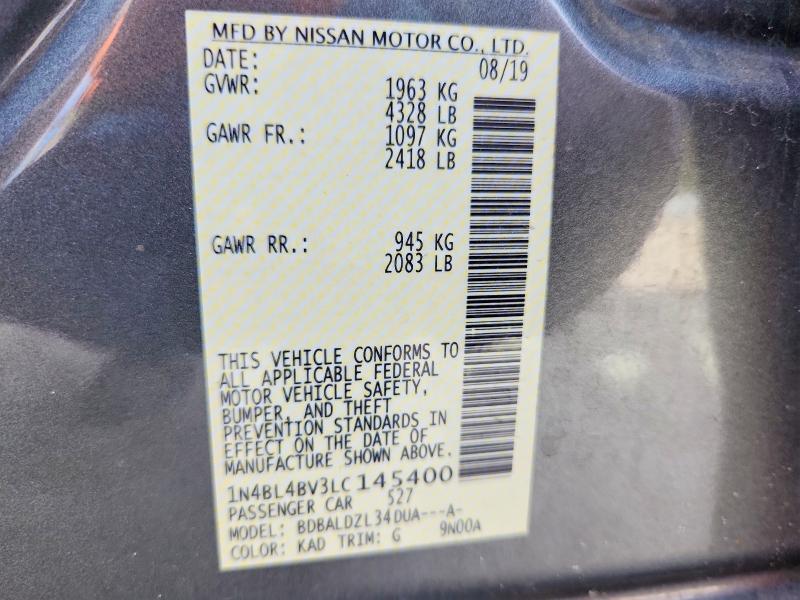 MFD BY NISSAN MOTOR CO., LTD.
DATE: 08/19
GVWR: 1963 KG
4328 LB
GAWR FR.: 1097 KG
2418 LB
GAWR RR.: 945 KG
2083 LB
THIS VEHICLE CONFORMS TO
ALL APPLICABLE FEDERAL
MOTOR VEHICLE SAFETY,
BUMPER, AND THEFT
PREVENTION STANDARDS IN
EFFECT ON THE DATE OF
MANUFACTURE SHOWN ABOVE.
1N4BL4BV3LC145400
PASSENGER CAR 527
MODEL: BDBALDZL34DUA---A-
COLOR: KAD TRIM: G 9N00A